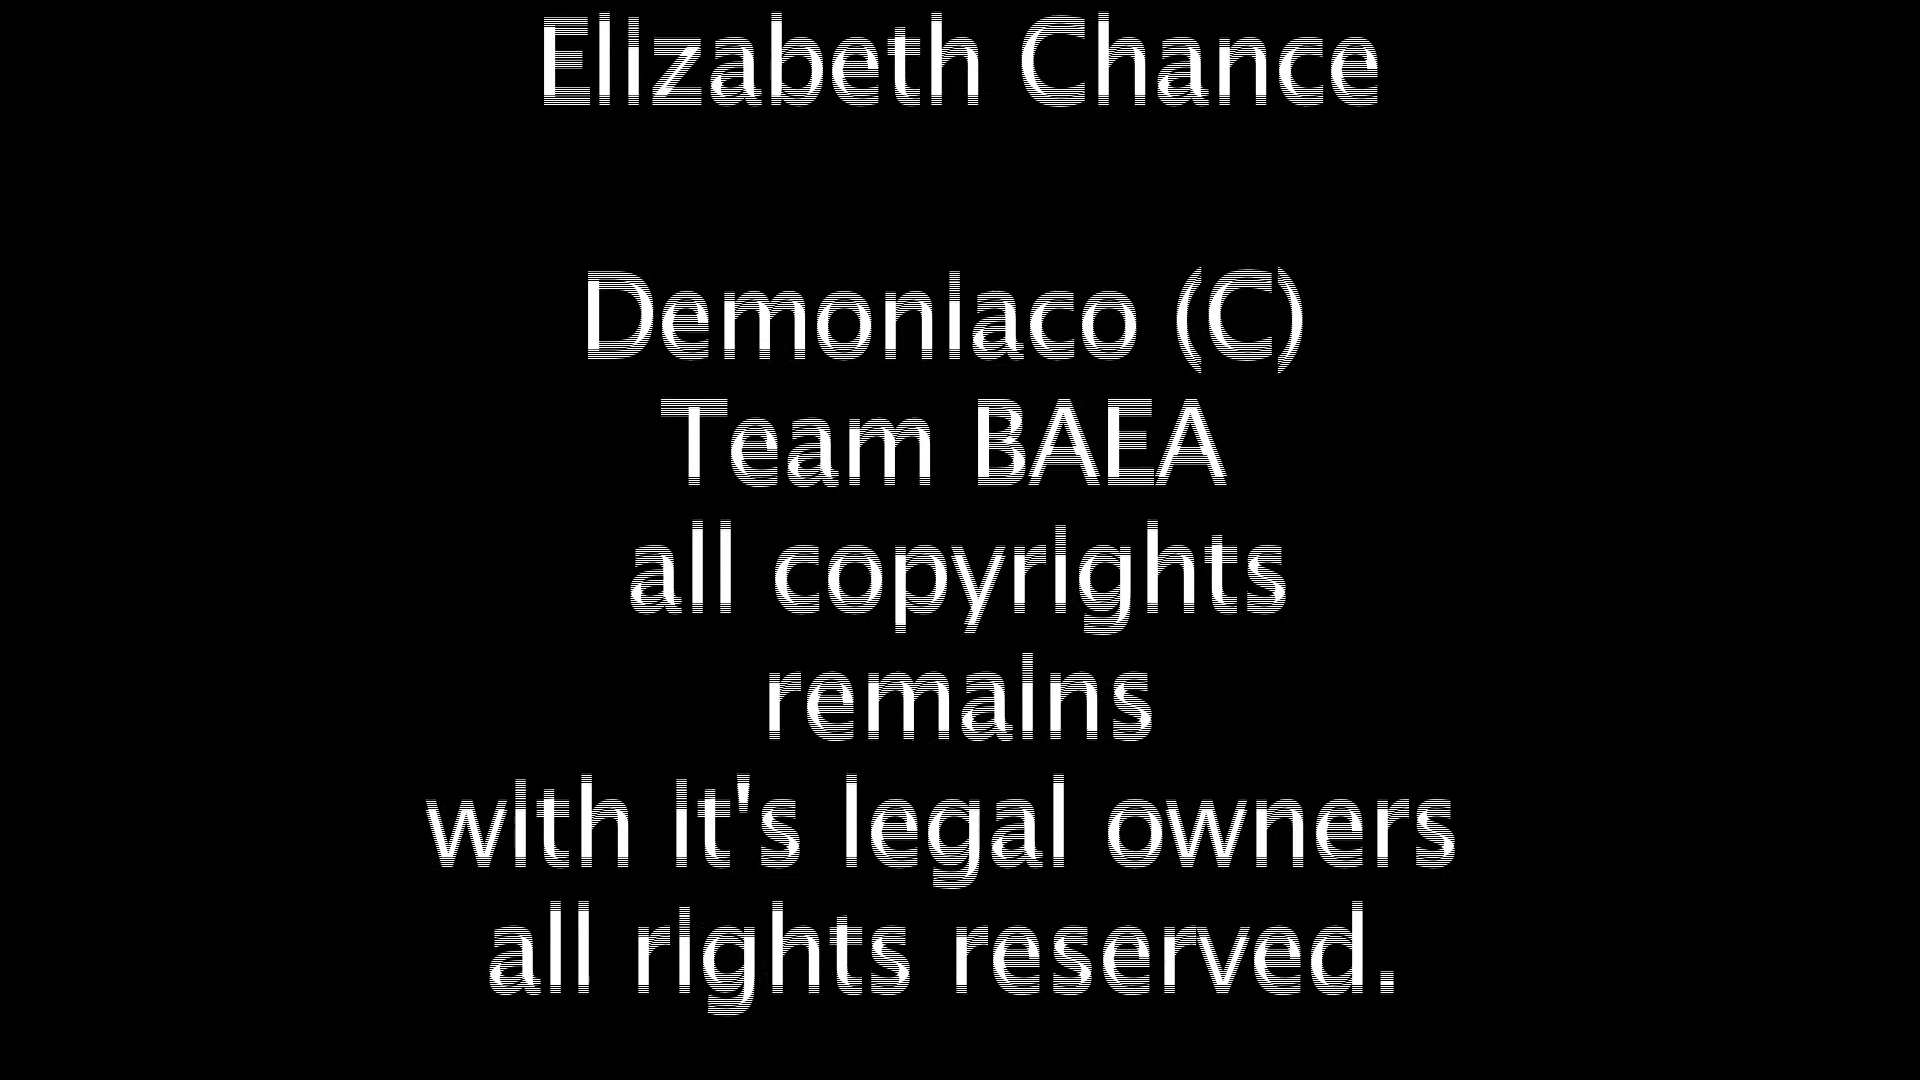 Elizabeth Chance
Demoniaco (C)
Team BAEA
all copyrights
remains
with it's legal owners
all rights reserved.